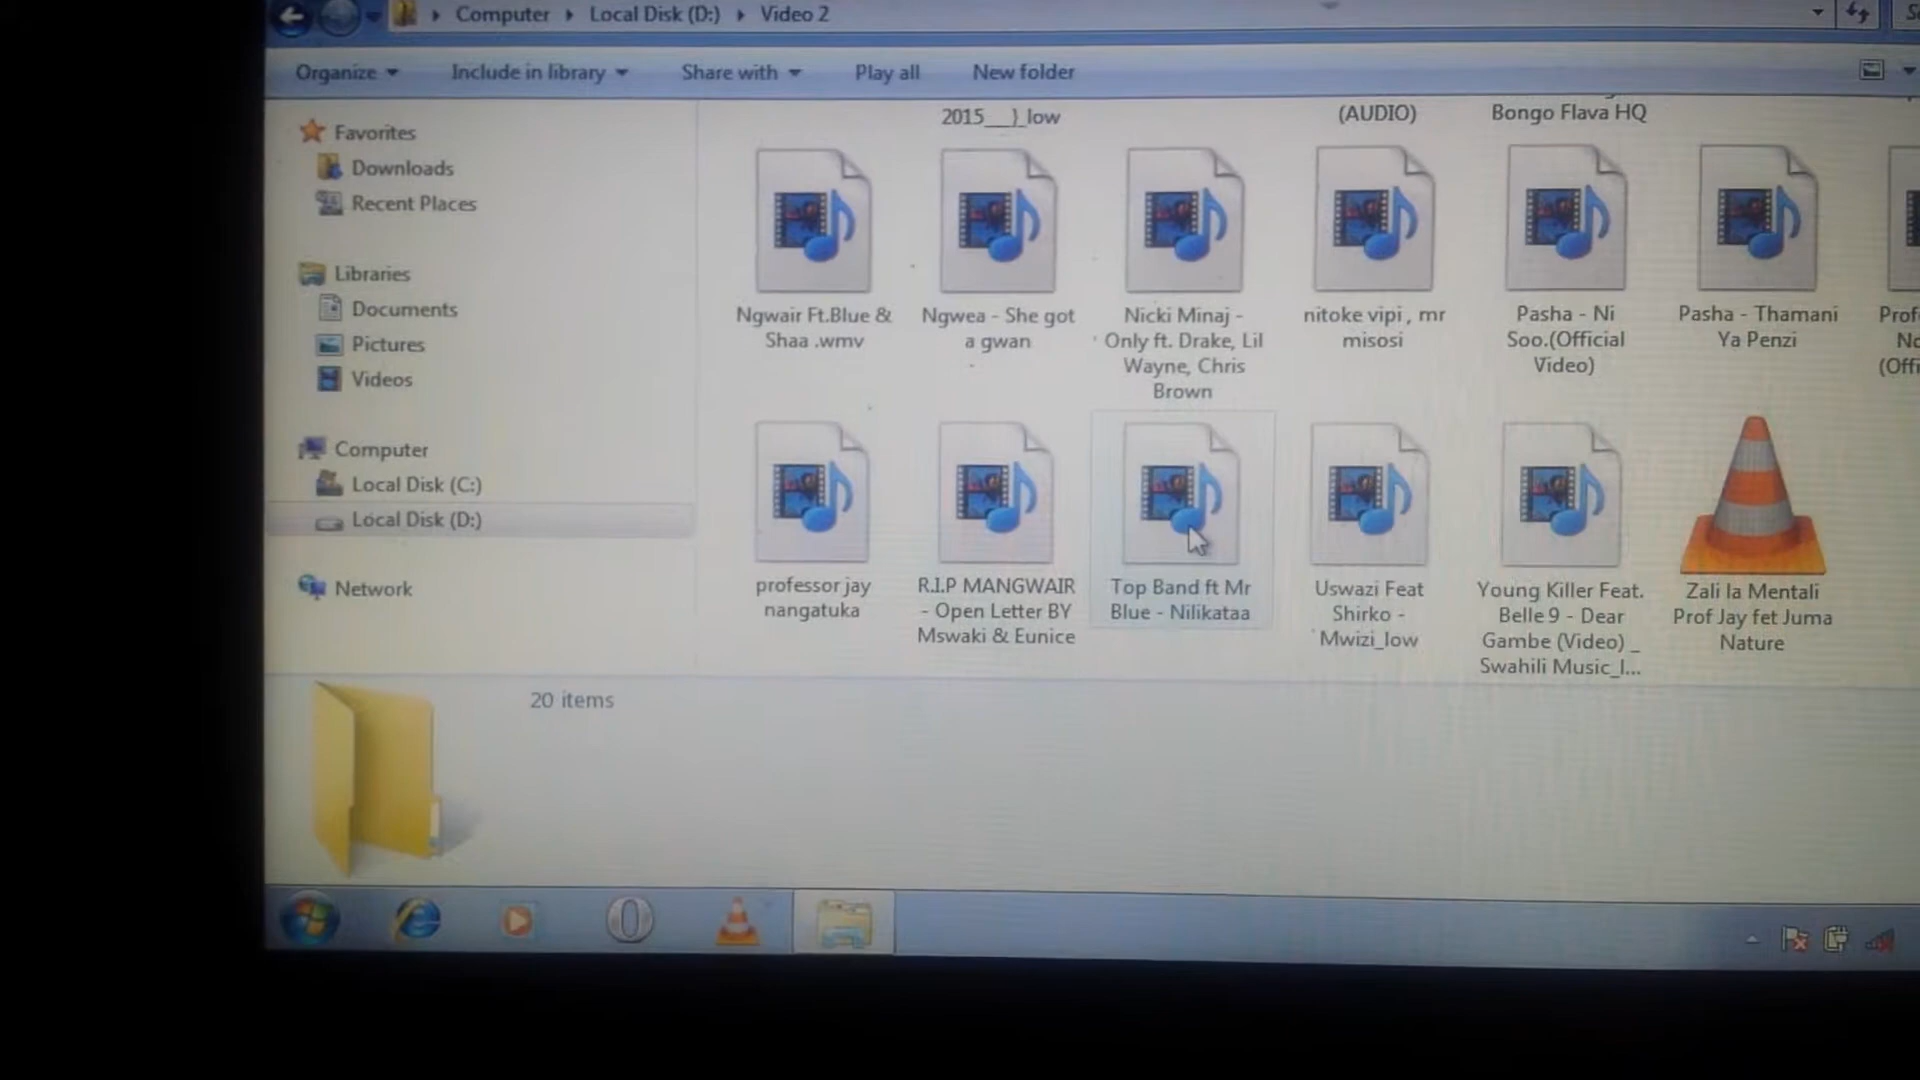 Computer Local Disk (D:) Video 2
Organize Include in library Share with Play all New folder
Favorites
Downloads
Recent Places
Libraries
Documents
Pictures
Videos
Computer
Local Disk (C:)
Local Disk (D:)
Network
2015___)_low
(AUDIO)
Bongo Flava HQ
Ngwair Ft.Blue &
Shaa .wmv
Ngwea - She got
a gwan
Nicki Minaj -
Only ft. Drake, Lil
Wayne, Chris
Brown
nitoke vipi , mr
misosi
Pasha - Ni
Soo.(Official
Video)
Pasha - Thamani
Ya Penzi
professor jay
nangatuka
R.I.P MANGWAIR
- Open Letter BY
Mswaki & Eunice
Top Band ft Mr
Blue - Nilikataa
Uswazi Feat
Shirko -
Mwizi_low
Young Killer Feat.
Belle 9 - Dear
Gambe (Video) _
Swahili Music_l...
Zali la Mentali
Prof Jay fet Juma
Nature
20 items